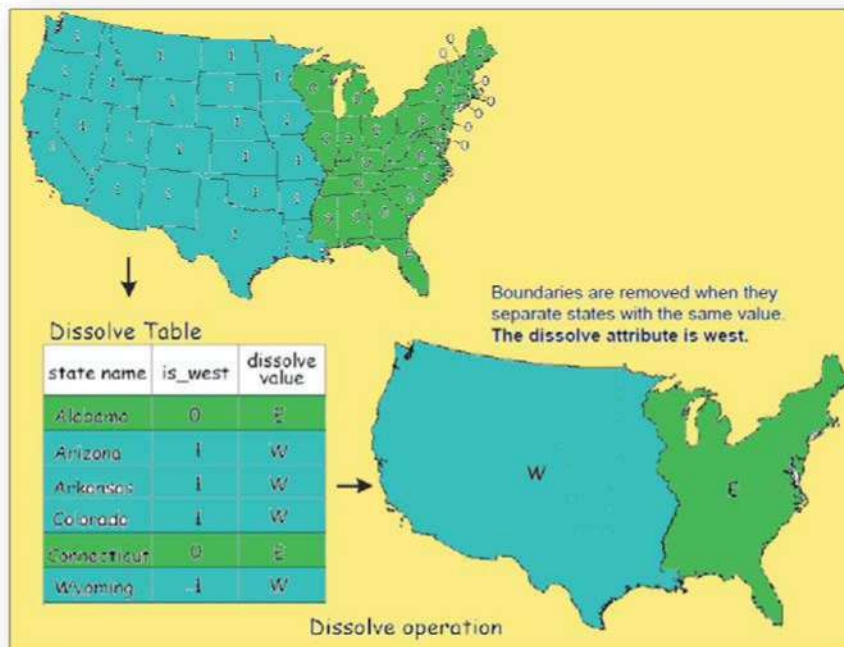 Boundaries are removed when they
separate states with the same value.
The dissolve attribute is west.
Dissolve Table
state name is_west dissolve value
Alabama 0 E
Arizona 1 W
Arkansas 1 W
Colorado 1 W
Connecticut 0 E
Wyoming 1 W
W
E
Dissolve operation